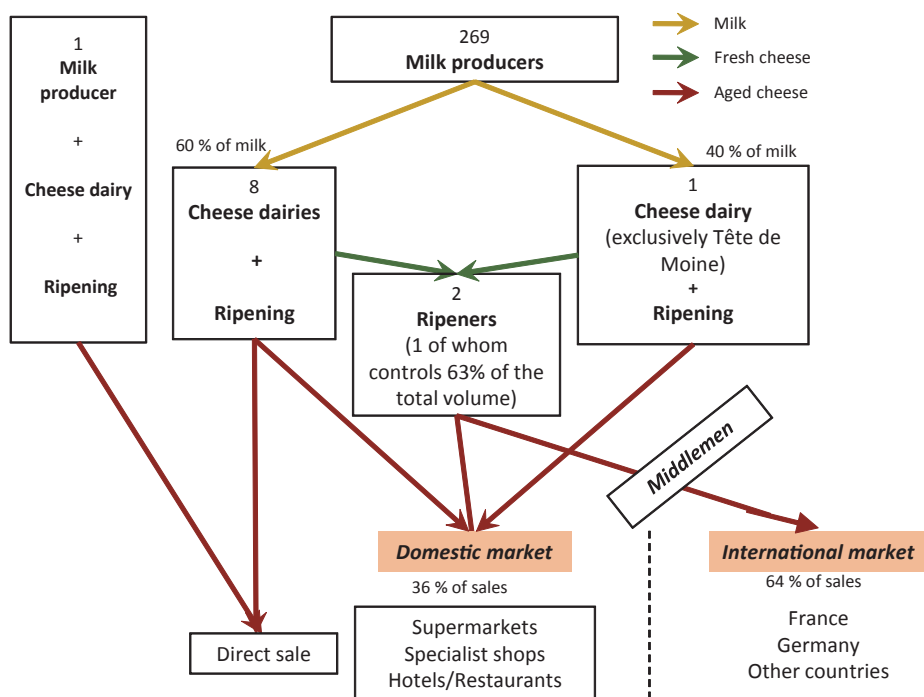 1
Milk
producer
+
Cheese dairy
+
Ripening
269
Milk producers
Milk
Fresh cheese
Aged cheese
60 % of milk
40 % of milk
8
Cheese dairies
+
Ripening
1
Cheese dairy
(exclusively Tête de
Moine)
+
Ripening
2
Ripeners
(1 of whom
controls 63% of the
total volume)
Middlemen
Domestic market
36 % of sales
International market
64 % of sales
Direct sale
Supermarkets
Specialist shops
Hotels/Restaurants
France
Germany
Other countries